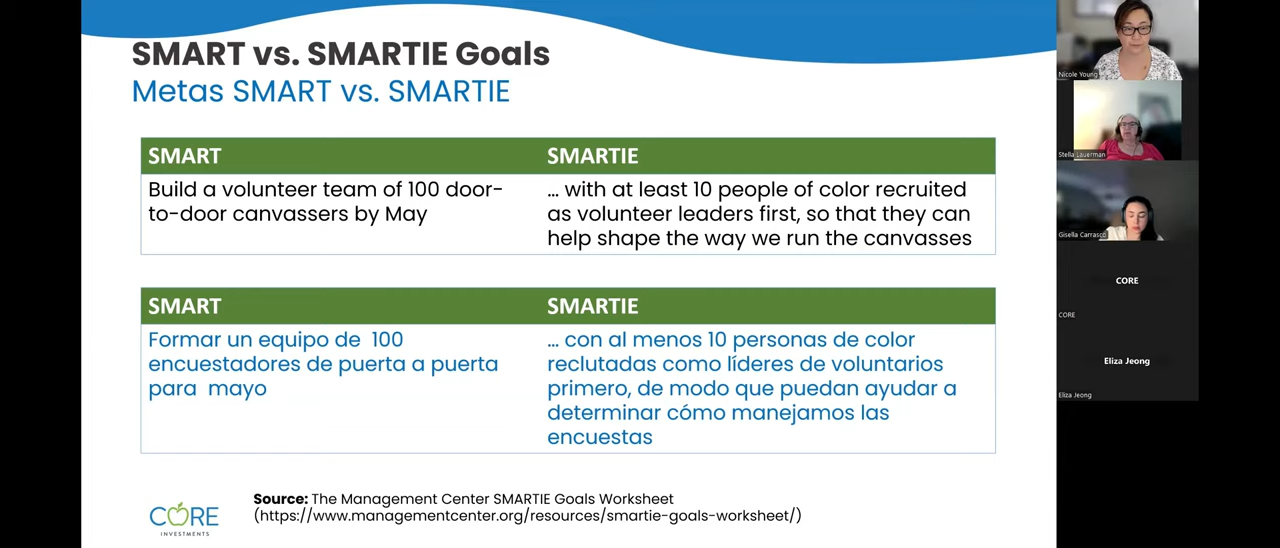 SMART vs. SMARTIE Goals
Metas SMART vs. SMARTIE
SMART
SMARTIE
Build a volunteer team of 100 door-
to-door canvassers by May
… with at least 10 people of color recruited
as volunteer leaders first, so that they can
help shape the way we run the canvasses
SMART
SMARTIE
Formar un equipo de 100
encuestadores de puerta a puerta
para mayo
… con al menos 10 personas de color
reclutadas como líderes de voluntarios
primero, de modo que puedan ayudar a
determinar cómo manejamos las
encuestas
CORE
INVESTMENTS
Source: The Management Center SMARTIE Goals Worksheet
(https://www.managementcenter.org/resources/smartie-goals-worksheet/)
Nicole Young
Stella Lauerman
Gisella Carrasco
CORE
CORE
Eliza Jeong
Eliza Jeong